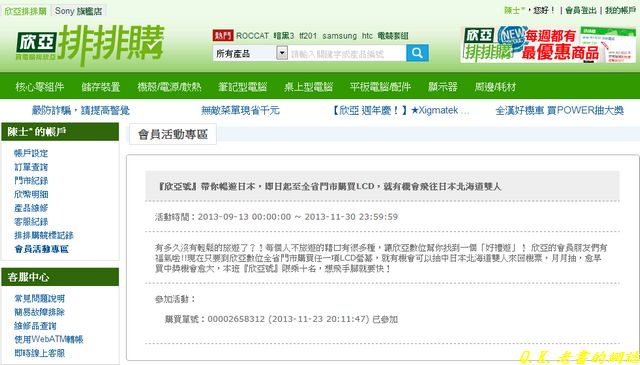 欣亞排排購 Sony 旗艦店
陳士*,您好! | 會員登出 | 我的帳戶
欣亞 排排購
買電腦排欣亞
熱門 ROCCAT 暗黑3 tf201 samsung htc 電競套組
所有產品 請輸入關鍵字或產品編號
NEW 每週都有
最優惠商品
核心零組件 儲存裝置 機殼/電源/散熱 筆記型電腦 桌上型電腦 平板電腦/配件 顯示器 周邊/耗材
嚴防詐騙,請提高警覺 無敵菜單現省千元 【欣亞 週年慶!】★Xigmatek ... 全漢好機車 買POWER抽大獎
陳士*的帳戶
帳戶設定
訂單查詢
門市紀錄
欣幣明細
產品維修
客服紀錄
排排購競標記錄
會員活動專區
客服中心
常見問題說明
簡易故障排除
維修品查詢
使用WebATM轉帳
即時線上客服
會員活動專區
『欣亞號』帶你暢遊日本,即日起至全省門市購買LCD,就有機會飛往日本北海道雙人
活動時間:2013-09-13 00:00:00 ~ 2013-11-30 23:59:59
有多久沒有輕鬆的旅遊了?!每個人不旅遊的藉口有很多種,讓欣亞數位幫你找到一個「好禮遊」! 欣亞的會員朋友們有
福氣啦!!現在只要到欣亞數位全省門市購買任一項LCD螢幕,就有機會可以抽中日本北海道雙人來回機票,月月抽,愈早
買中獎機會愈大,本班『欣亞號』限乘十名,想飛手腳就要快!
參加活動:
購買單號:00002658312 (2013-11-23 20:11:47) 已參加
Q.K.老書的網誌